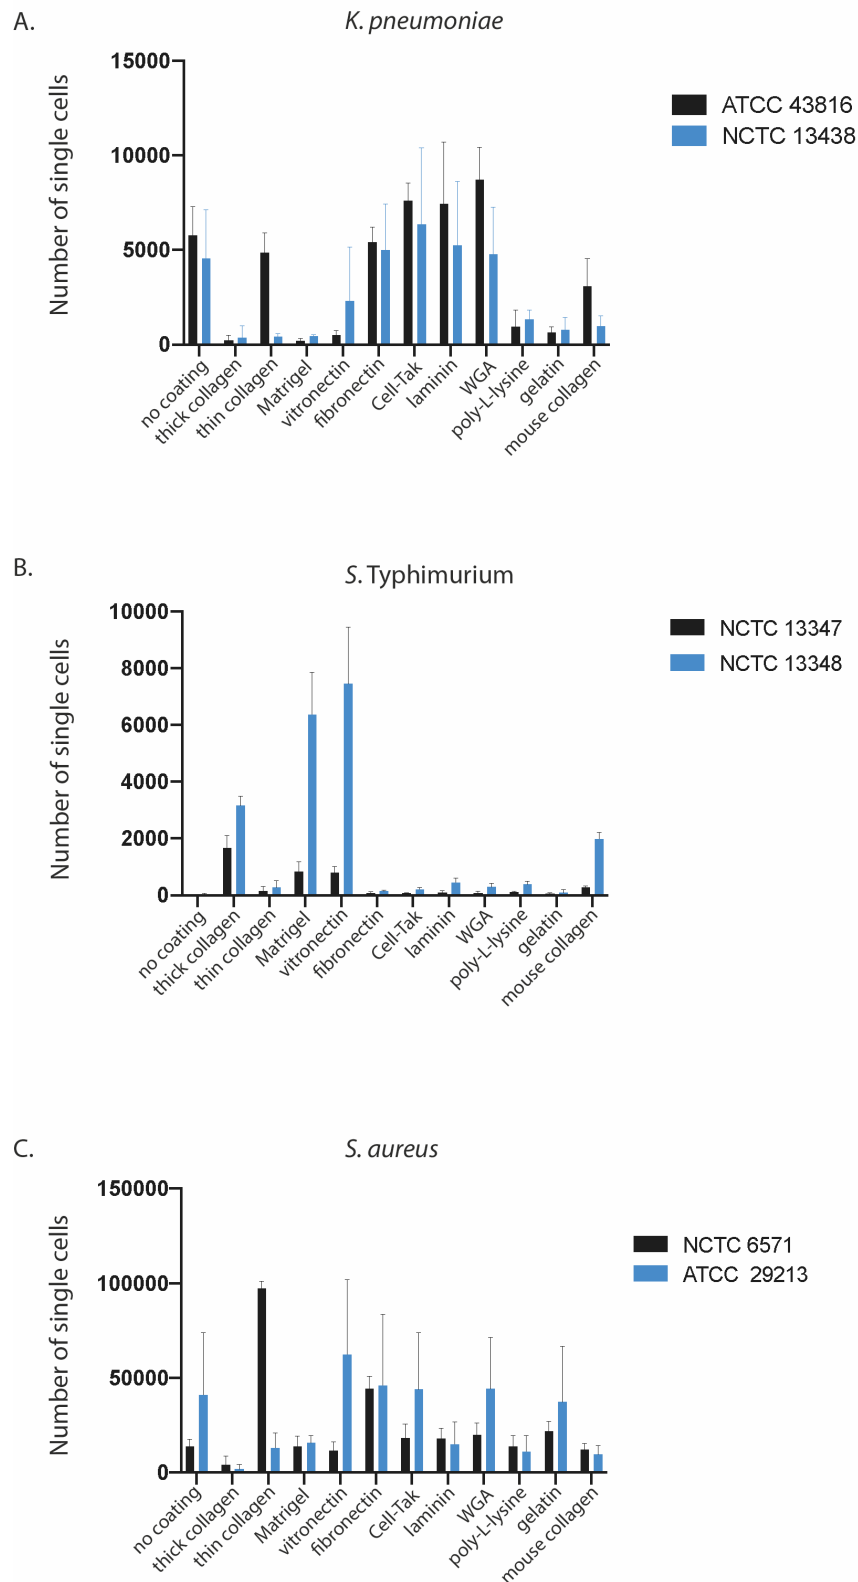 A.
K. pneumoniae
Number of single cells
15000
10000
5000
0
ATCC 43816
NCTC 13438
no coating
thick collagen
thin collagen
Matrigel
vitronectin
fibronectin
Cell-Tak
laminin
WGA
poly-L-lysine
gelatin
mouse collagen
B.
S. Typhimurium
Number of single cells
10000
8000
6000
4000
2000
0
NCTC 13347
NCTC 13348
no coating
thick collagen
thin collagen
Matrigel
vitronectin
fibronectin
Cell-Tak
laminin
WGA
poly-L-lysine
gelatin
mouse collagen
C.
S. aureus
Number of single cells
150000
100000
50000
0
NCTC 6571
ATCC 29213
no coating
thick collagen
thin collagen
Matrigel
vitronectin
fibronectin
Cell-Tak
laminin
WGA
poly-L-lysine
gelatin
mouse collagen